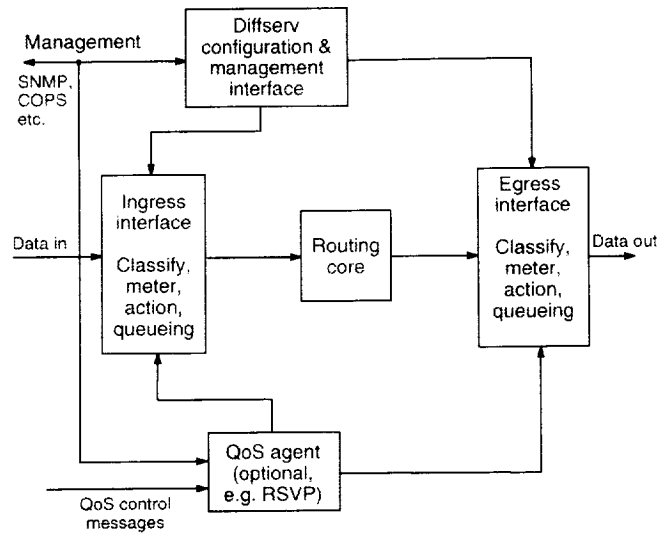 Diffserv
configuration &
management
interface
Management
SNMP,
COPS
etc.
Ingress
interface
Classify,
meter,
action,
queueing
Routing
core
Egress
interface
Classify,
meter,
action,
queueing
Data in
Data out
QoS agent
(optional,
e.g. RSVP)
QoS control
messages